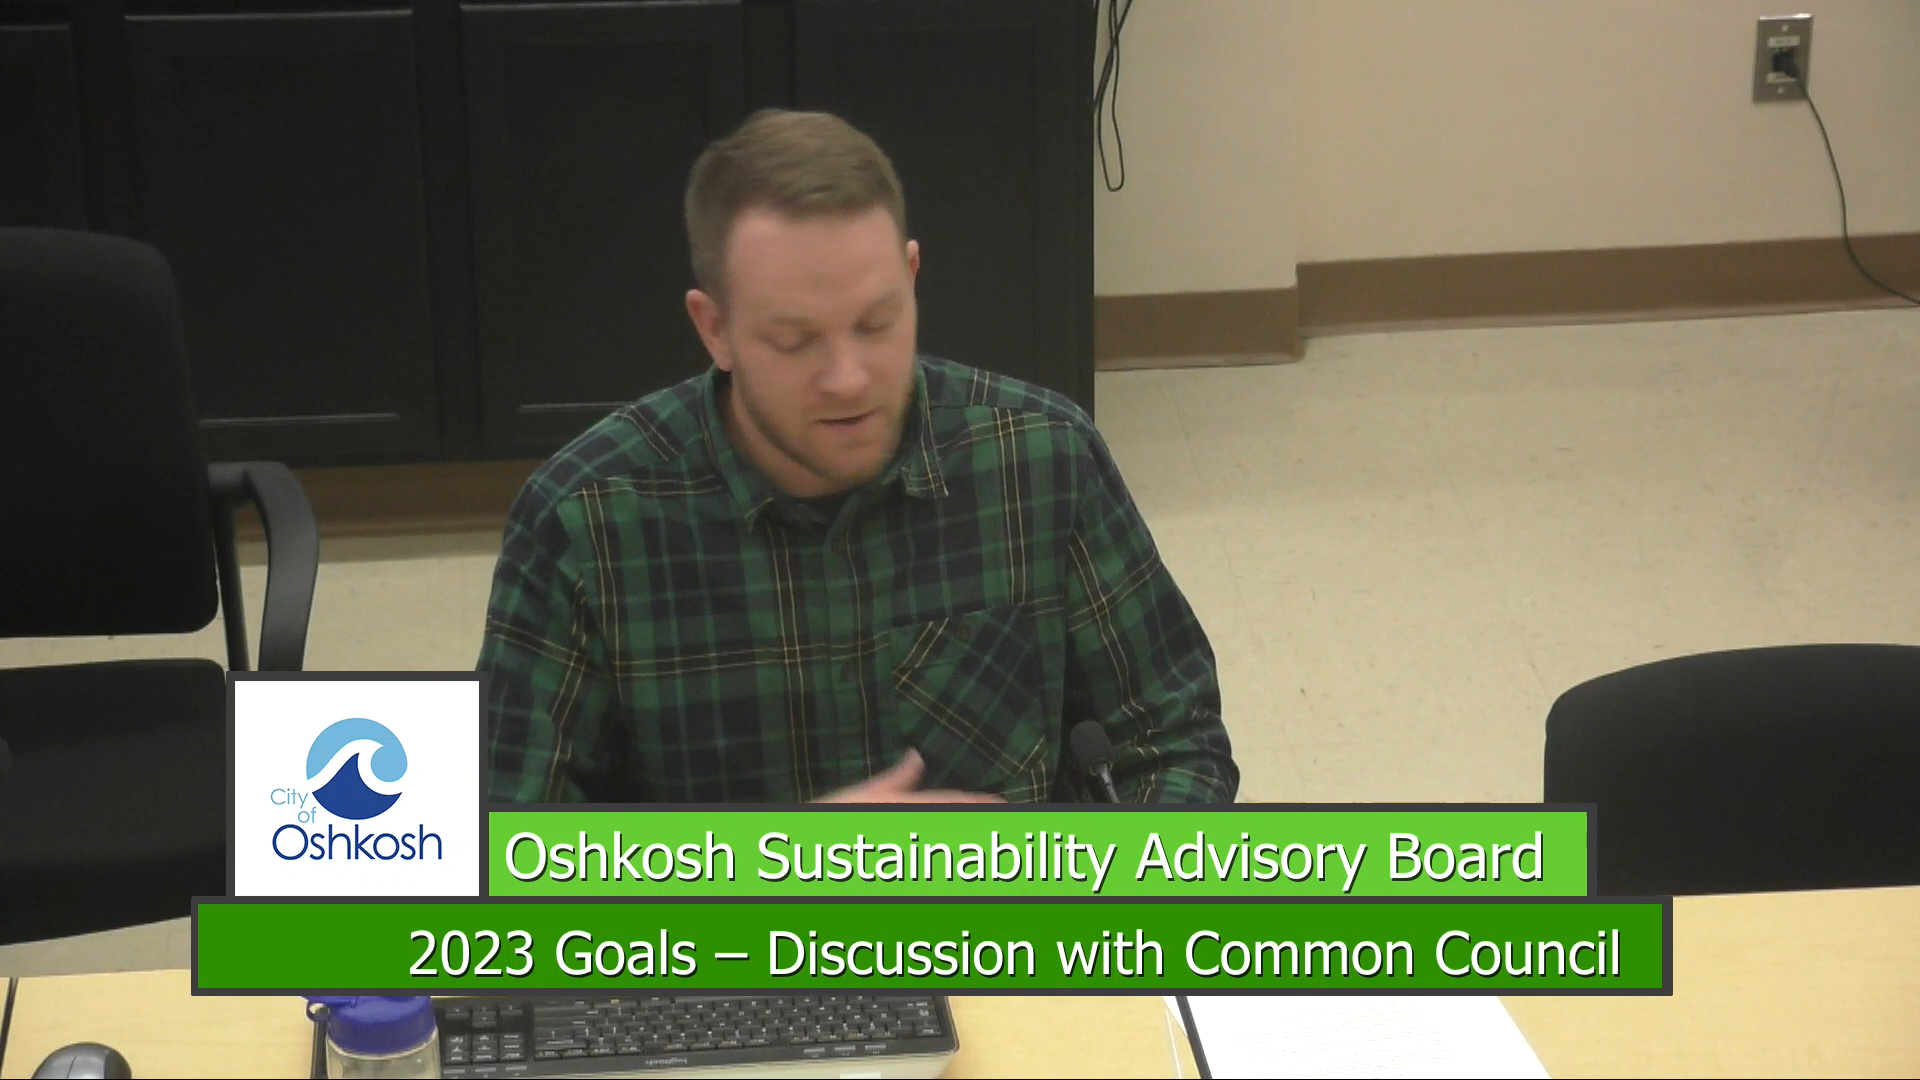 City
of
Oshkosh
Oshkosh Sustainability Advisory Board
2023 Goals – Discussion with Common Council